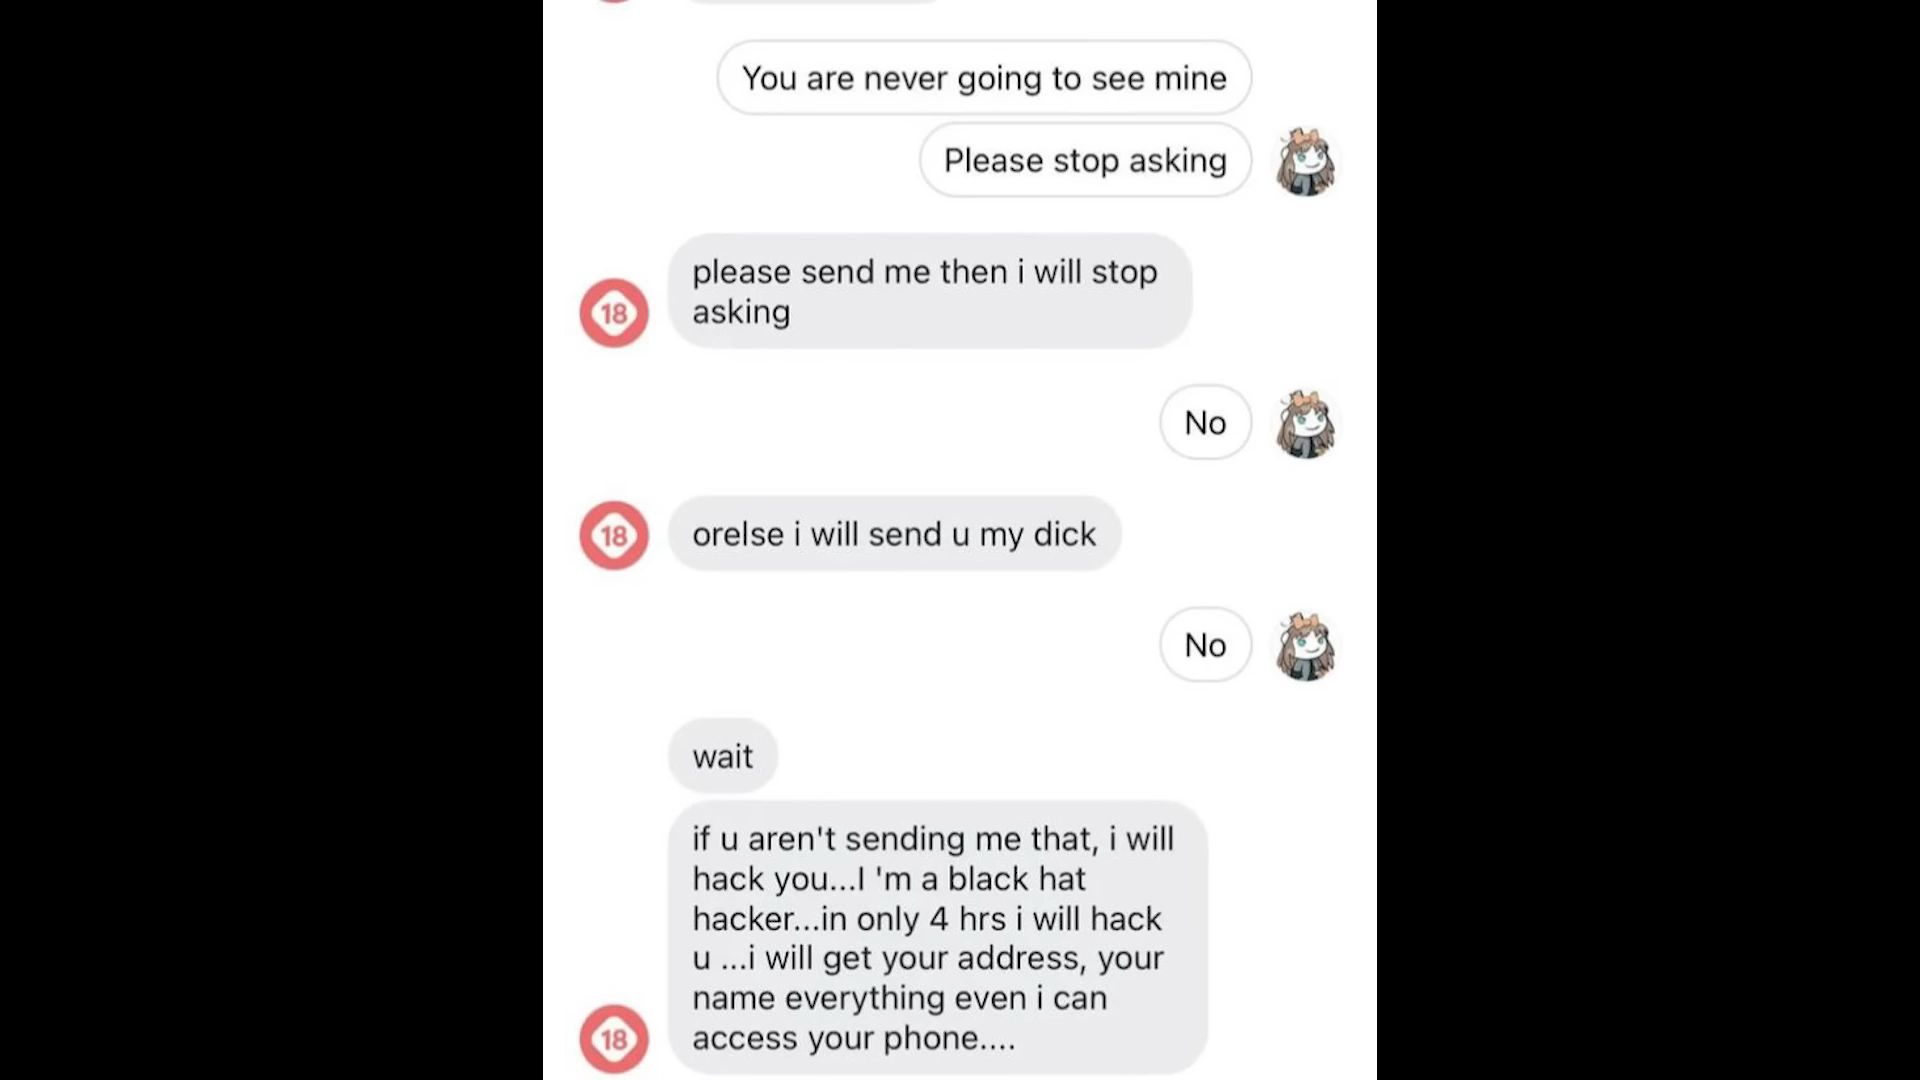 You are never going to see mine
Please stop asking
please send me then i will stop
asking
18
No
orelse i will send u my dick
18
No
wait
if u aren't sending me that, i will
hack you...I 'm a black hat
hacker...in only 4 hrs i will hack
u ...i will get your address, your
name everything even i can
access your phone....
18